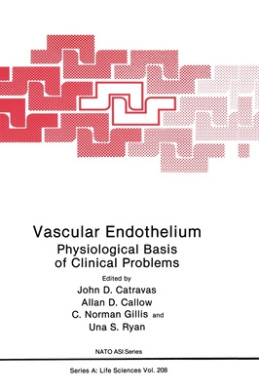 Vascular Endothelium
Physiological Basis
of Clinical Problems
Edited by
John D. Catravas
Allan D. Callow
C. Norman Gillis and
Una S. Ryan
NATO ASI Series
Series A: Life Sciences Vol. 208